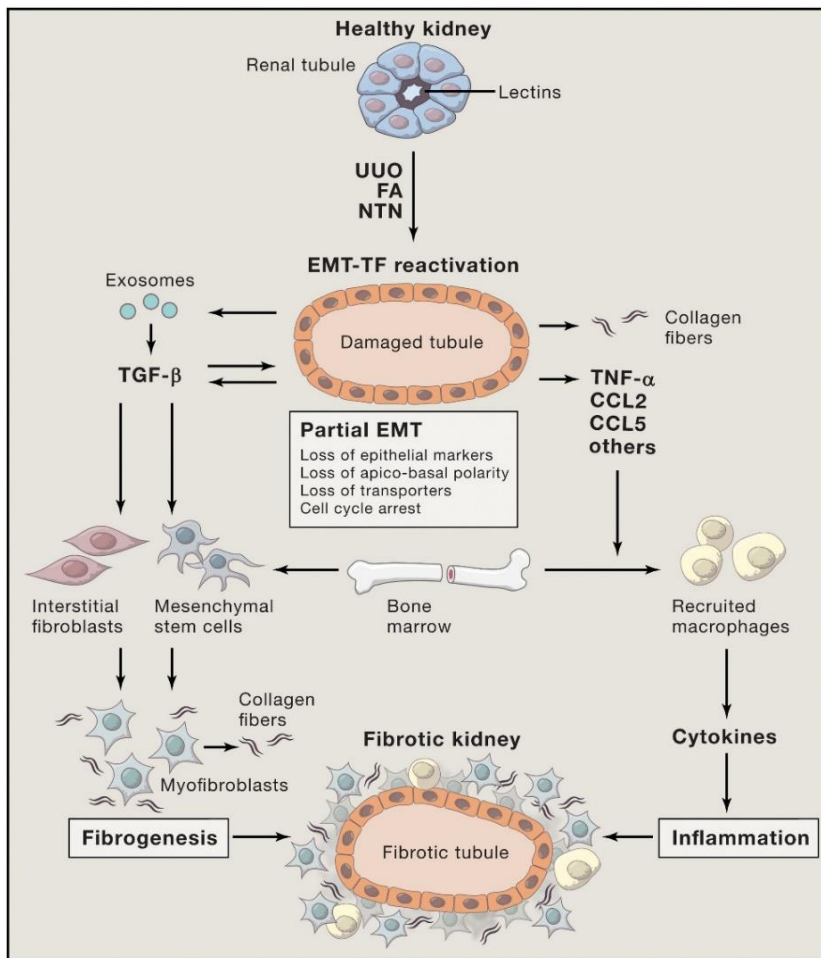 Healthy kidney
Renal tubule
Lectins
UUO
FA
NTN
EMT-TF reactivation
Exosomes
Damaged tubule
Collagen
fibers
TGF-β
TNF-α
CCL2
CCL5
others
Partial EMT
Loss of epithelial markers
Loss of apico-basal polarity
Loss of transporters
Cell cycle arrest
Interstitial
fibroblasts
Mesenchymal
stem cells
Bone
marrow
Recruited
macrophages
Collagen
fibers
Myofibroblasts
Fibrotic kidney
Cytokines
Fibrogenesis
Fibrotic tubule
Inflammation